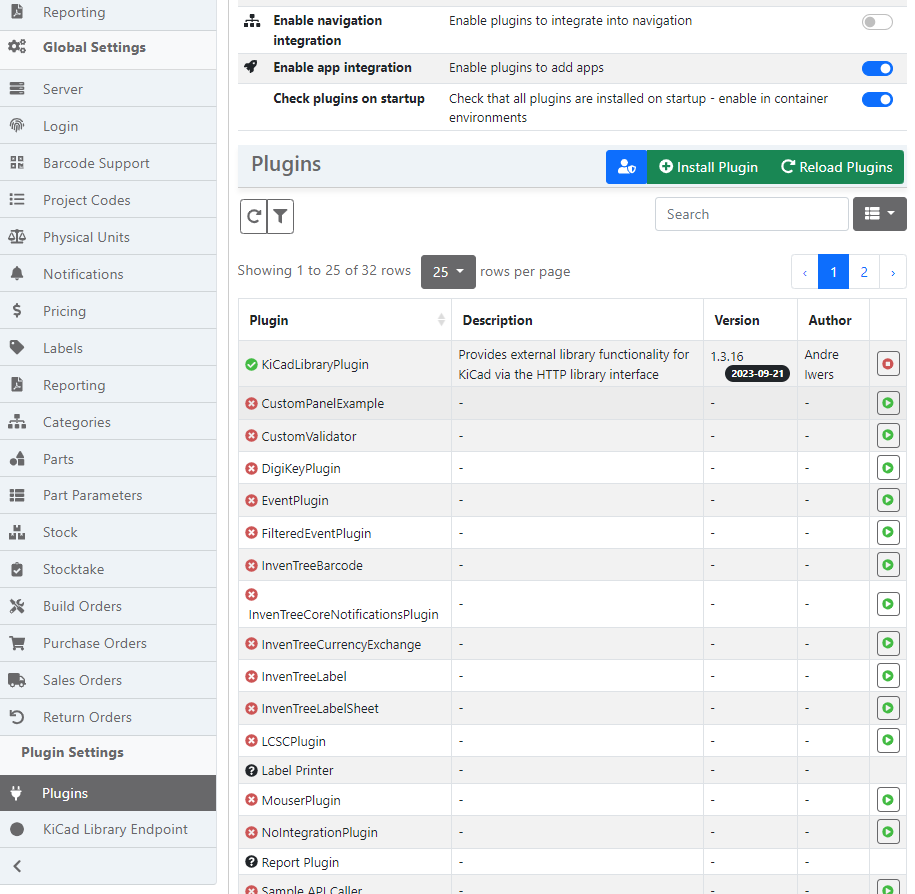 Reporting
Global Settings
Server
Login
Barcode Support
Project Codes
Physical Units
Notifications
Pricing
Labels
Reporting
Categories
Parts
Part Parameters
Stock
Stocktake
Build Orders
Purchase Orders
Sales Orders
Return Orders
Plugin Settings
Plugins
KiCad Library Endpoint
Enable navigation integration
Enable plugins to integrate into navigation
Enable app integration
Enable plugins to add apps
Check plugins on startup
Check that all plugins are installed on startup - enable in container
environments
Plugins
Install Plugin
Reload Plugins
Search
Showing 1 to 25 of 32 rows 25 rows per page
‹ 1 2 ›
Plugin Description Version Author
KiCadLibraryPlugin
Provides external library functionality for
KiCad via the HTTP library interface
1.3.16
2023-09-21
Andre
Iwers
CustomPanelExample - - -
CustomValidator - - -
DigiKeyPlugin - - -
EventPlugin - - -
FilteredEventPlugin - - -
InvenTreeBarcode - - -
InvenTreeCoreNotificationsPlugin - - -
InvenTreeCurrencyExchange - - -
InvenTreeLabel - - -
InvenTreeLabelSheet - - -
LCSCPlugin - - -
Label Printer - - -
MouserPlugin - - -
NoIntegrationPlugin - - -
Report Plugin - - -
Sample API Caller